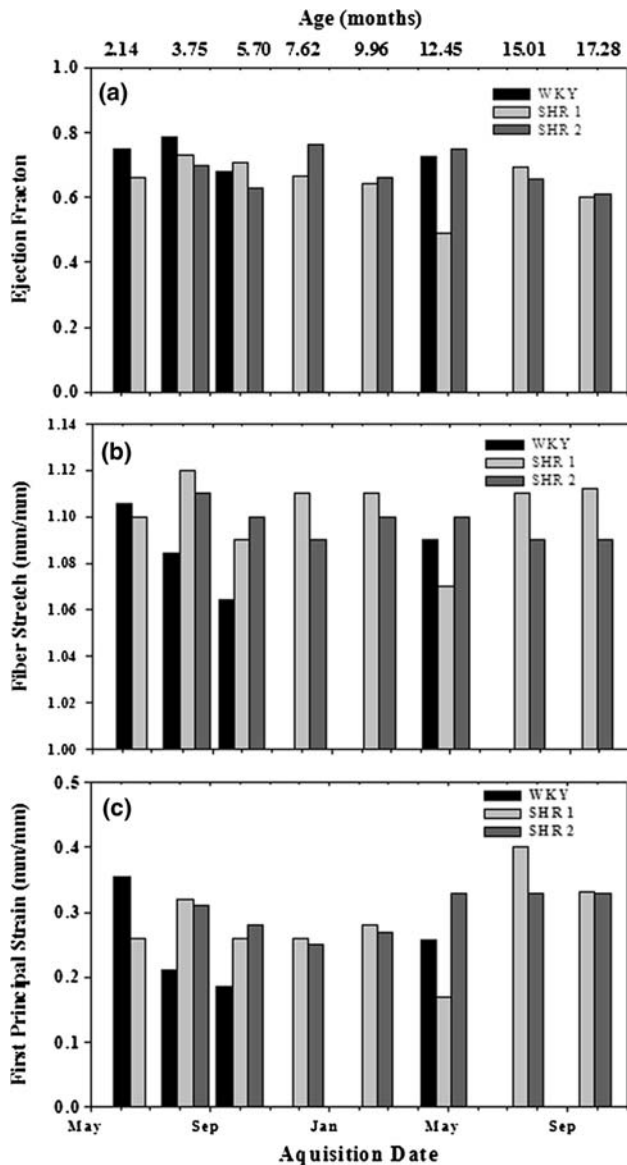 Age (months)
2.14 3.75 5.70 7.62 9.96 12.45 15.01 17.28
1.0
(a)
WKY
SHR 1
SHR 2
0.8
0.6
0.4
0.2
0.0
Ejection Fracton
1.14
(b)
WKY
SHR 1
SHR 2
1.12
1.10
1.08
1.06
1.04
1.02
1.00
Fiber Stretch (mm/mm)
0.5
(c)
WKY
SHR 1
SHR 2
0.4
0.3
0.2
0.1
0.0
First Principal Strain (mm/mm)
May Sep Jan May Sep
Aquisition Date